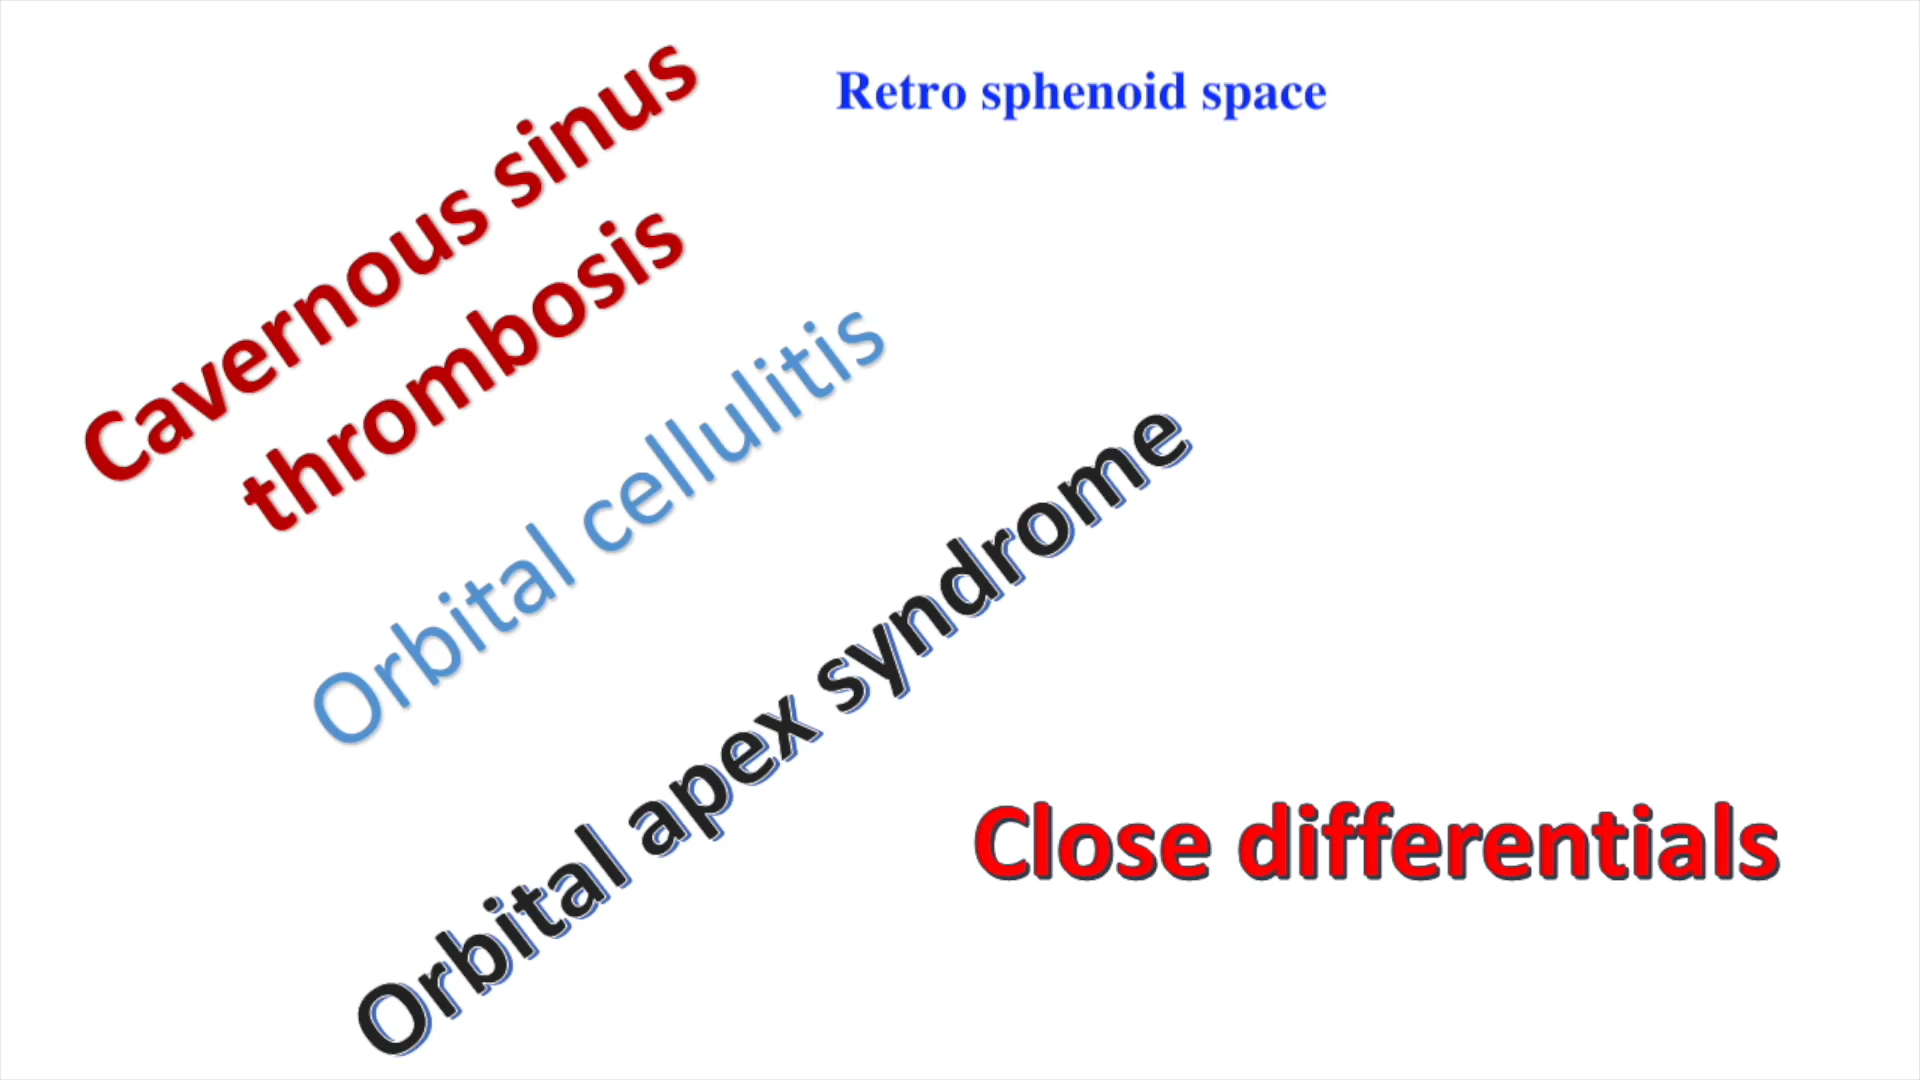 Retro sphenoid space
Cavernous sinus
thrombosis
Orbital cellulitis
Orbital apex syndrome
Close differentials